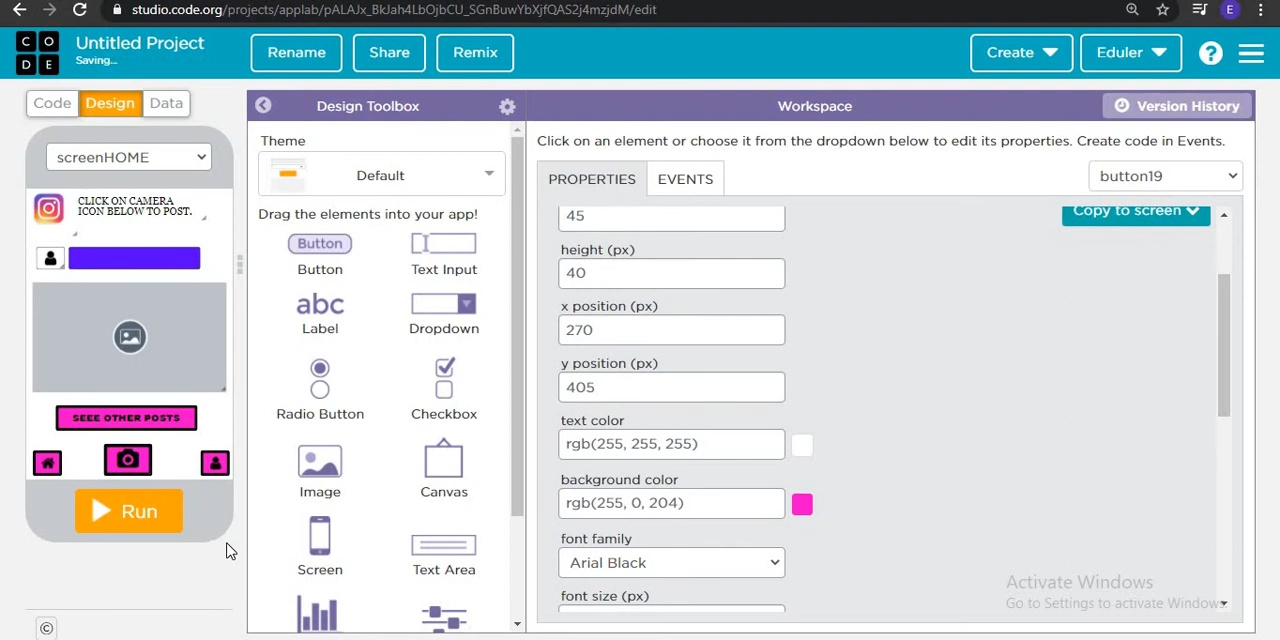 studio.code.org/projects/applab/pALAJx_BkJah4LbOjbCU_SGnBuwYbXjfQAS2j4mzjdM/edit
E
C O
D E
Untitled Project
Saving...
Rename
Share
Remix
Create
Eduler
?
Code
Design
Data
Design Toolbox
Workspace
Version History
screenHOME
CLICK ON CAMERA
ICON BELOW TO POST.
SEEE OTHER POSTS
Run
©
Theme
Default
Drag the elements into your app!
Button
Button
Text Input
abc
Label
Dropdown
Radio Button
Checkbox
Image
Canvas
Screen
Text Area
Click on an element or choose it from the dropdown below to edit its properties. Create code in Events.
PROPERTIES
EVENTS
button19
Copy to screen
45
height (px)
40
x position (px)
270
y position (px)
405
text color
rgb(255, 255, 255)
background color
rgb(255, 0, 204)
font family
Arial Black
font size (px)
Activate Windows
Go to Settings to activate Windows.